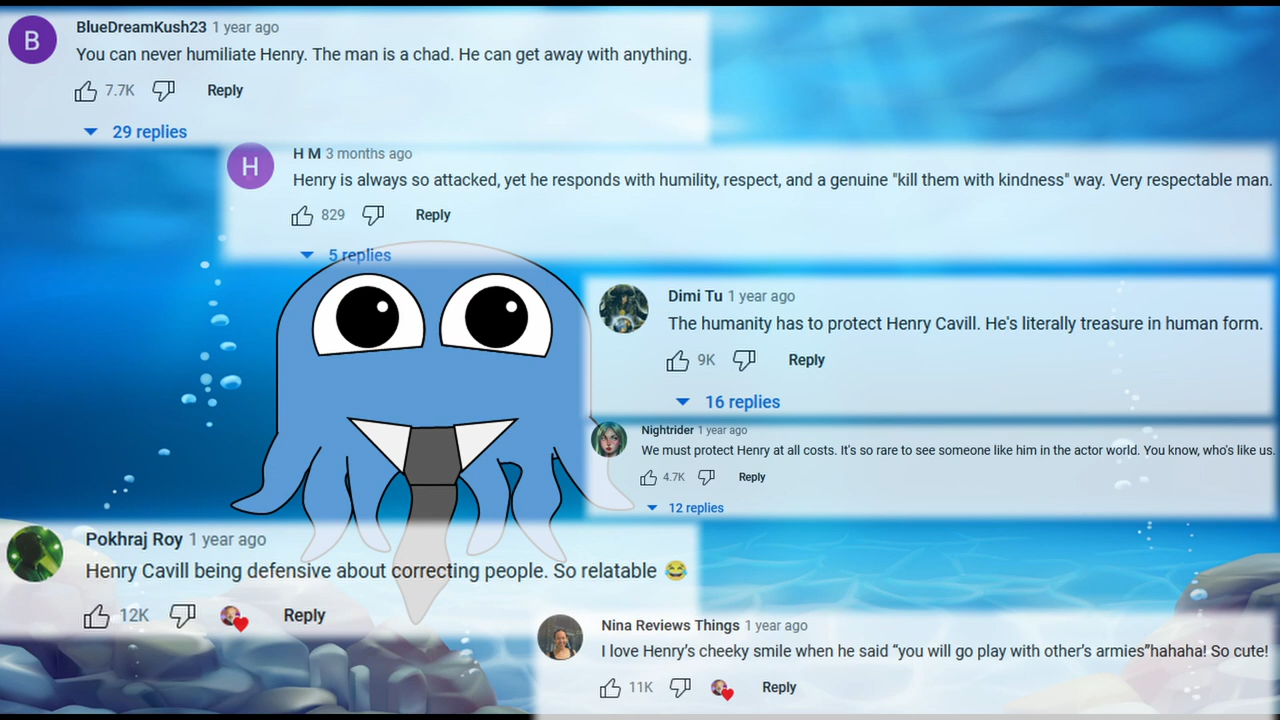 B
BlueDreamKush23 1 year ago
You can never humiliate Henry. The man is a chad. He can get away with anything.
7.7K Reply
29 replies
H
H M 3 months ago
Henry is always so attacked, yet he responds with humility, respect, and a genuine "kill them with kindness" way. Very respectable man.
829 Reply
5 replies
Dimi Tu 1 year ago
The humanity has to protect Henry Cavill. He's literally treasure in human form.
9K Reply
16 replies
Nightrider 1 year ago
We must protect Henry at all costs. It's so rare to see someone like him in the actor world. You know, who's like us.
4.7K Reply
12 replies
Pokhraj Roy 1 year ago
Henry Cavill being defensive about correcting people. So relatable 😂
12K Reply
Nina Reviews Things 1 year ago
I love Henry's cheeky smile when he said “you will go play with other's armies”hahaha! So cute!
11K Reply